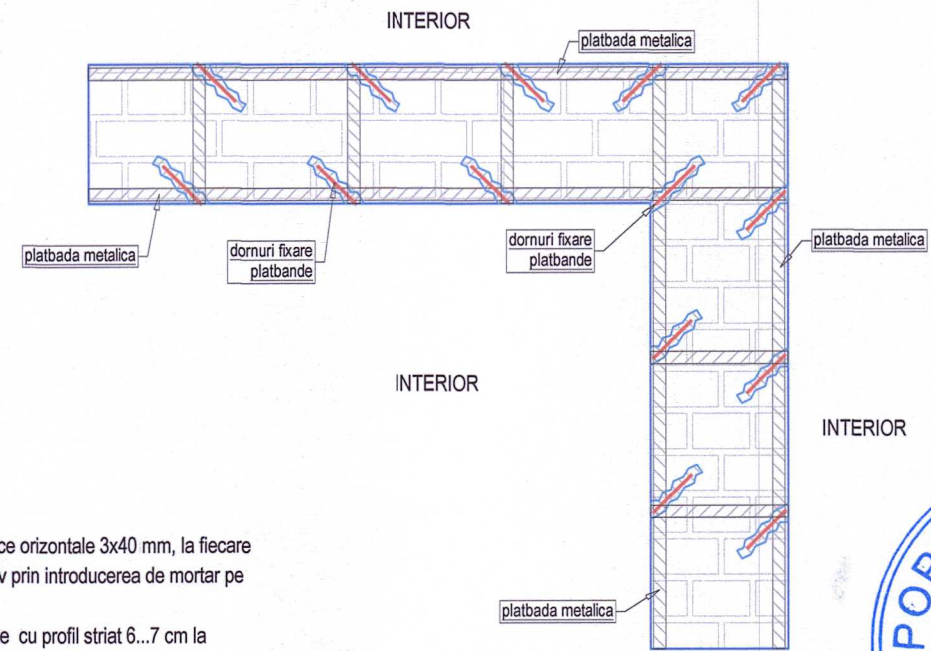 INTERIOR
platbada metalica
platbada metalica
dornuri fixare
platbande
dornuri fixare
platbande
platbada metalica
INTERIOR
INTERIOR
ce orizontale 3x40 mm, la fiecare
v prin introducerea de mortar pe
platbada metalica
e cu profil striat 6...7 cm la
POP